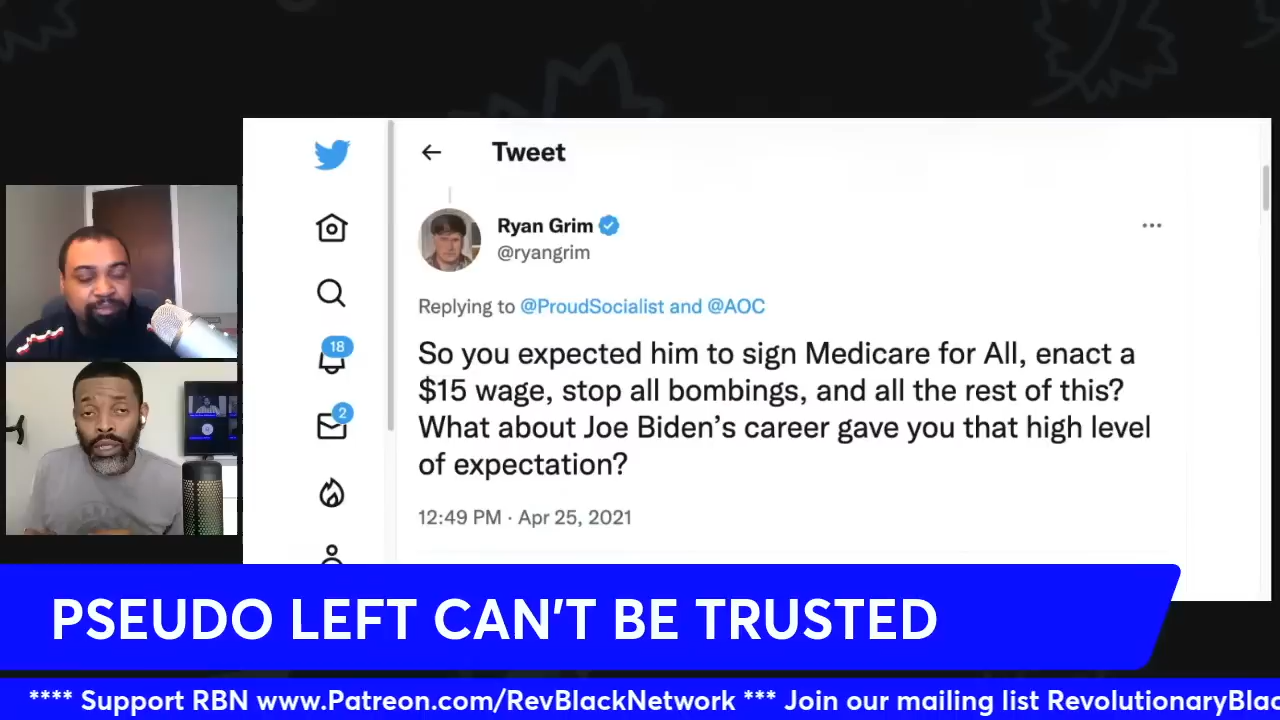 Tweet
Ryan Grim
@ryangrim
Replying to @ProudSocialist and @AOC
So you expected him to sign Medicare for All, enact a
$15 wage, stop all bombings, and all the rest of this?
What about Joe Biden's career gave you that high level
of expectation?
12:49 PM · Apr 25, 2021
18
2
PSEUDO LEFT CAN'T BE TRUSTED
**** Support RBN www.Patreon.com/RevBlackNetwork *** Join our mailing list RevolutionaryBlac